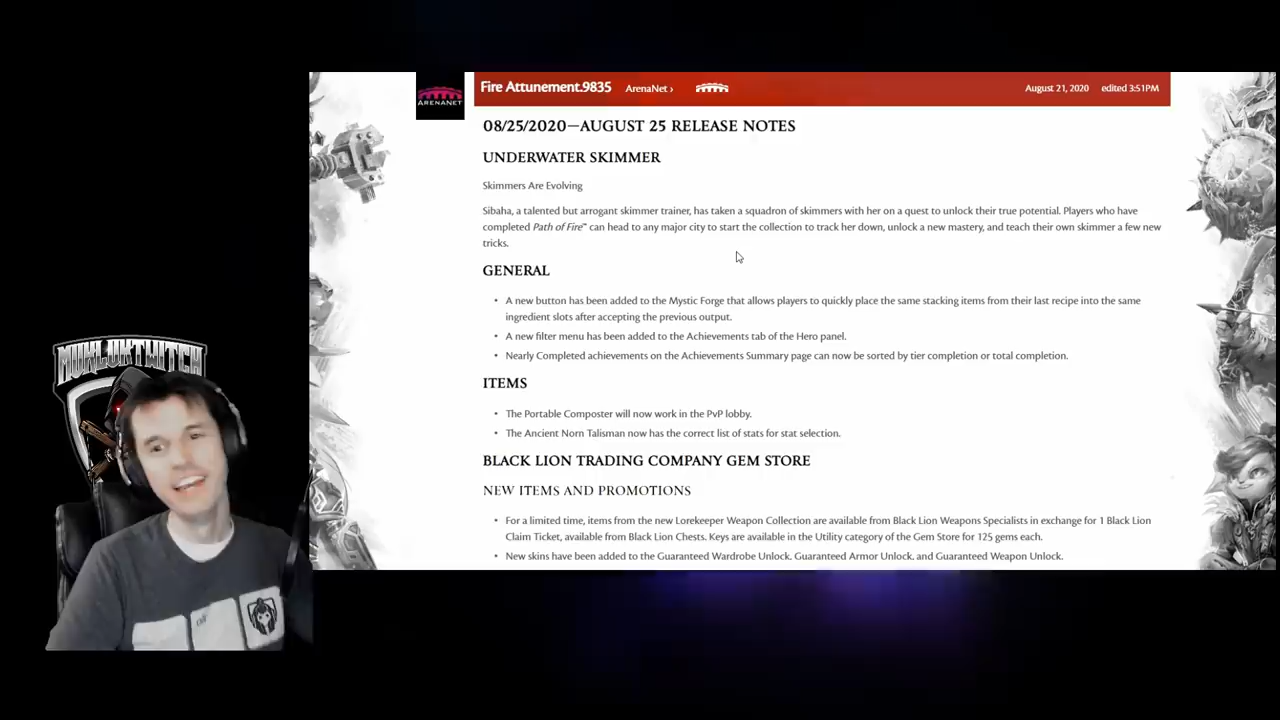 Fire Attunement.9835 ArenaNet › August 21, 2020 edited 3:51PM
ARENANET
08/25/2020—AUGUST 25 RELEASE NOTES
UNDERWATER SKIMMER
Skimmers Are Evolving
Sibaha, a talented but arrogant skimmer trainer, has taken a squadron of skimmers with her on a quest to unlock their true potential. Players who have
completed Path of Fire™ can head to any major city to start the collection to track her down, unlock a new mastery, and teach their own skimmer a few new
tricks.
GENERAL
• A new button has been added to the Mystic Forge that allows players to quickly place the same stacking items from their last recipe into the same
ingredient slots after accepting the previous output.
• A new filter menu has been added to the Achievements tab of the Hero panel.
• Nearly Completed achievements on the Achievements Summary page can now be sorted by tier completion or total completion.
ITEMS
• The Portable Composter will now work in the PvP lobby.
• The Ancient Norn Talisman now has the correct list of stats for stat selection.
BLACK LION TRADING COMPANY GEM STORE
NEW ITEMS AND PROMOTIONS
• For a limited time, items from the new Lorekeeper Weapon Collection are available from Black Lion Weapons Specialists in exchange for 1 Black Lion
Claim Ticket, available from Black Lion Chests. Keys are available in the Utility category of the Gem Store for 125 gems each.
• New skins have been added to the Guaranteed Wardrobe Unlock, Guaranteed Armor Unlock, and Guaranteed Weapon Unlock.
MUKLUKTWITCH